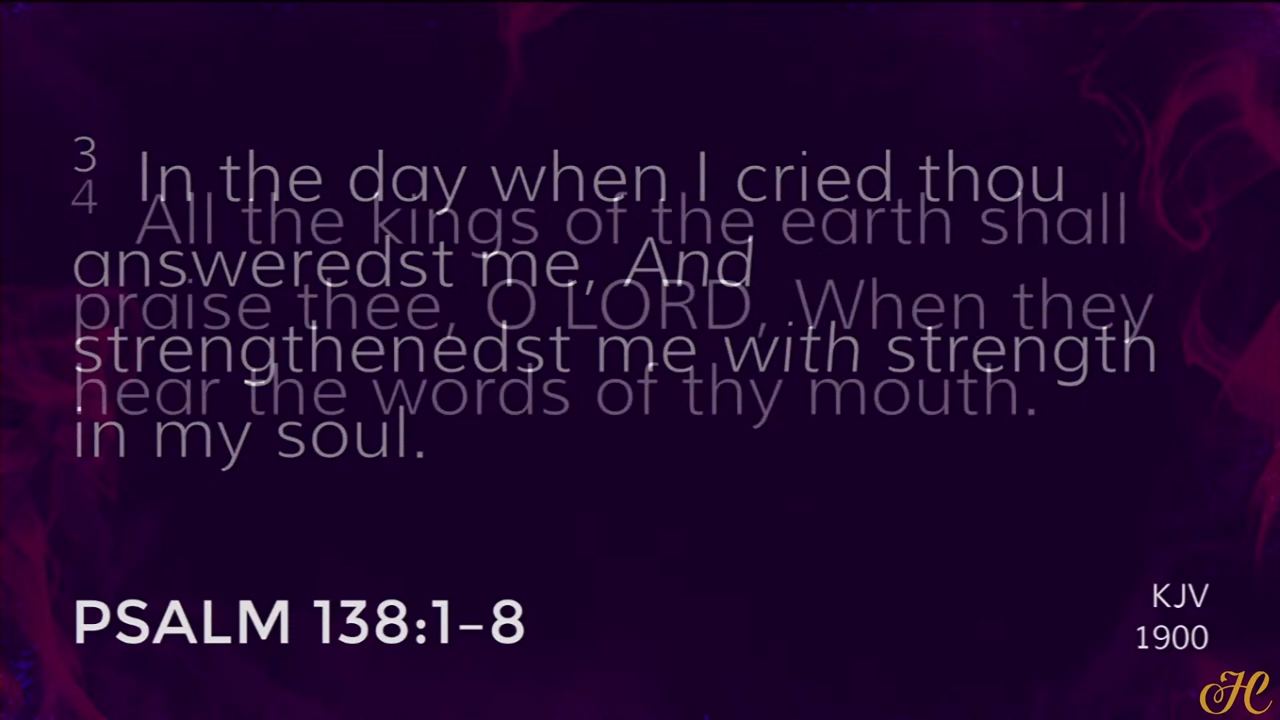 3 In the day when I cried thou
answeredst me, And
strengthenedst me with strength
in my soul.
4 All the kings of the earth shall
praise thee, O LORD, When they
hear the words of thy mouth.
PSALM 138:1–8
KJV
1900
H